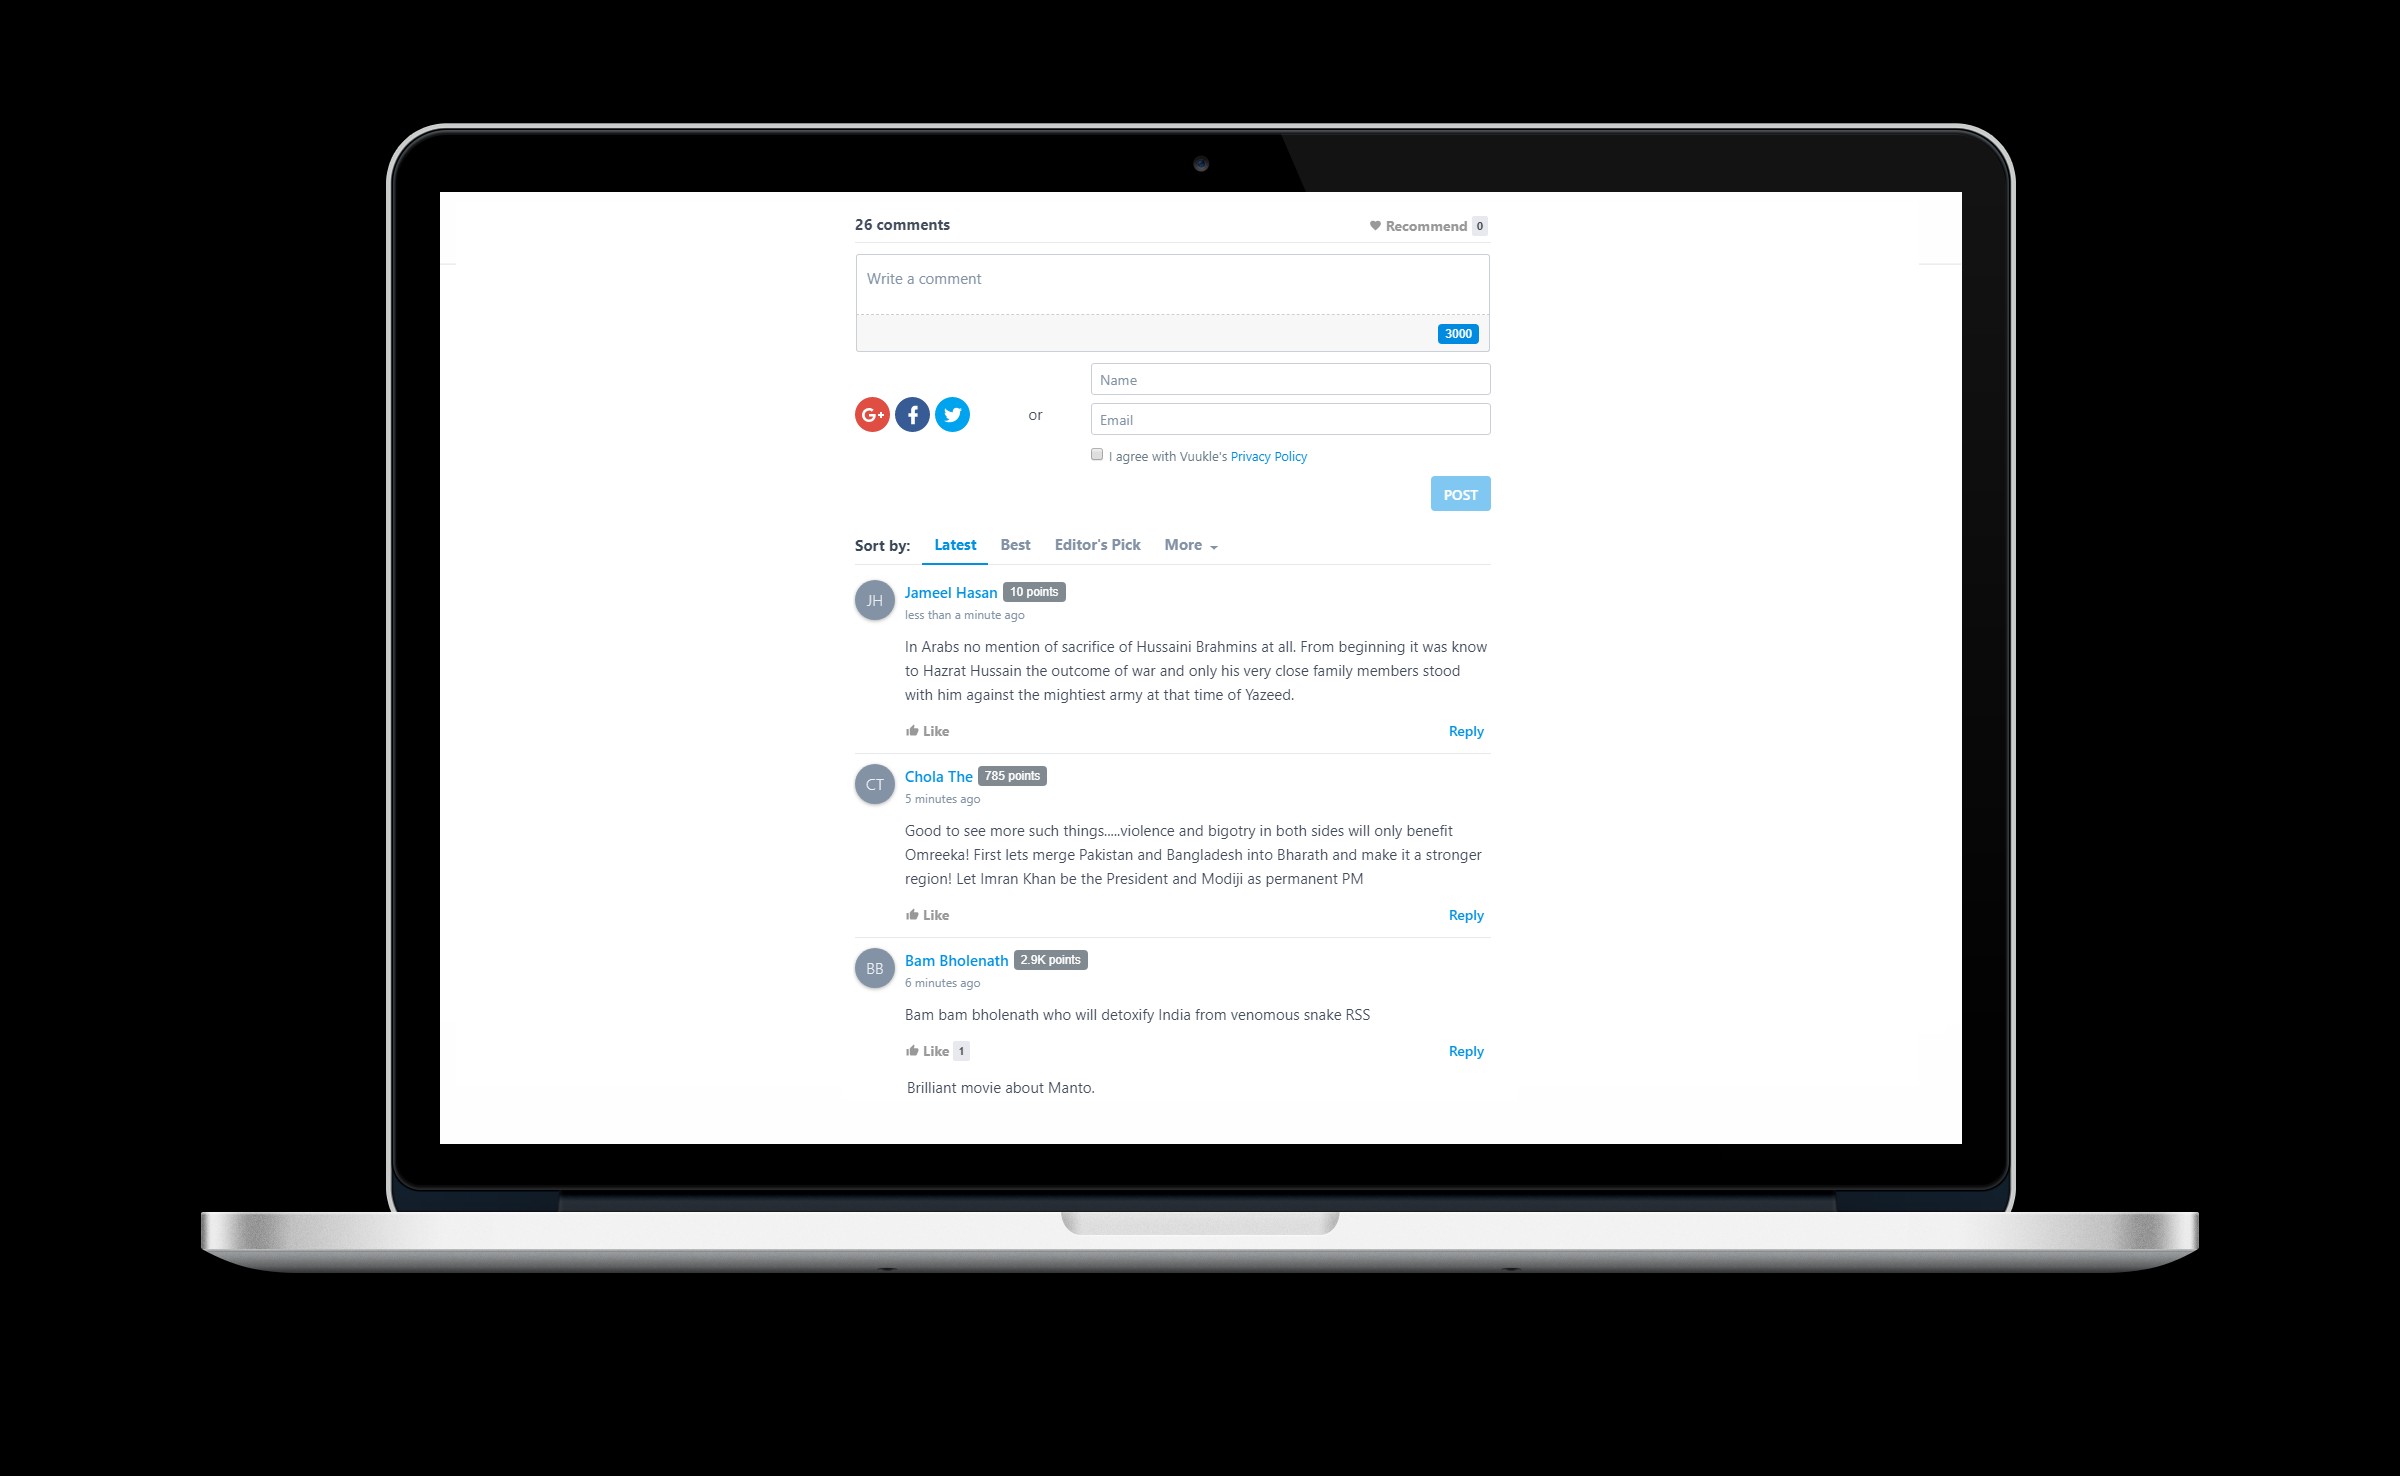 26 comments
Recommend 0
Write a comment
3000
G+ f
or
Name
Email
I agree with Vuukle's Privacy Policy
POST
Sort by: Latest Best Editor's Pick More
JH Jameel Hasan 10 points
less than a minute ago
In Arabs no mention of sacrifice of Hussaini Brahmins at all. From beginning it was know
to Hazrat Hussain the outcome of war and only his very close family members stood
with him against the mightiest army at that time of Yazeed.
Like Reply
CT Chola The 785 points
5 minutes ago
Good to see more such things.....violence and bigotry in both sides will only benefit
Omreeka! First lets merge Pakistan and Bangladesh into Bharath and make it a stronger
region! Let Imran Khan be the President and Modiji as permanent PM
Like Reply
BB Bam Bholenath 2.9K points
6 minutes ago
Bam bam bholenath who will detoxify India from venomous snake RSS
Like 1 Reply
Brilliant movie about Manto.